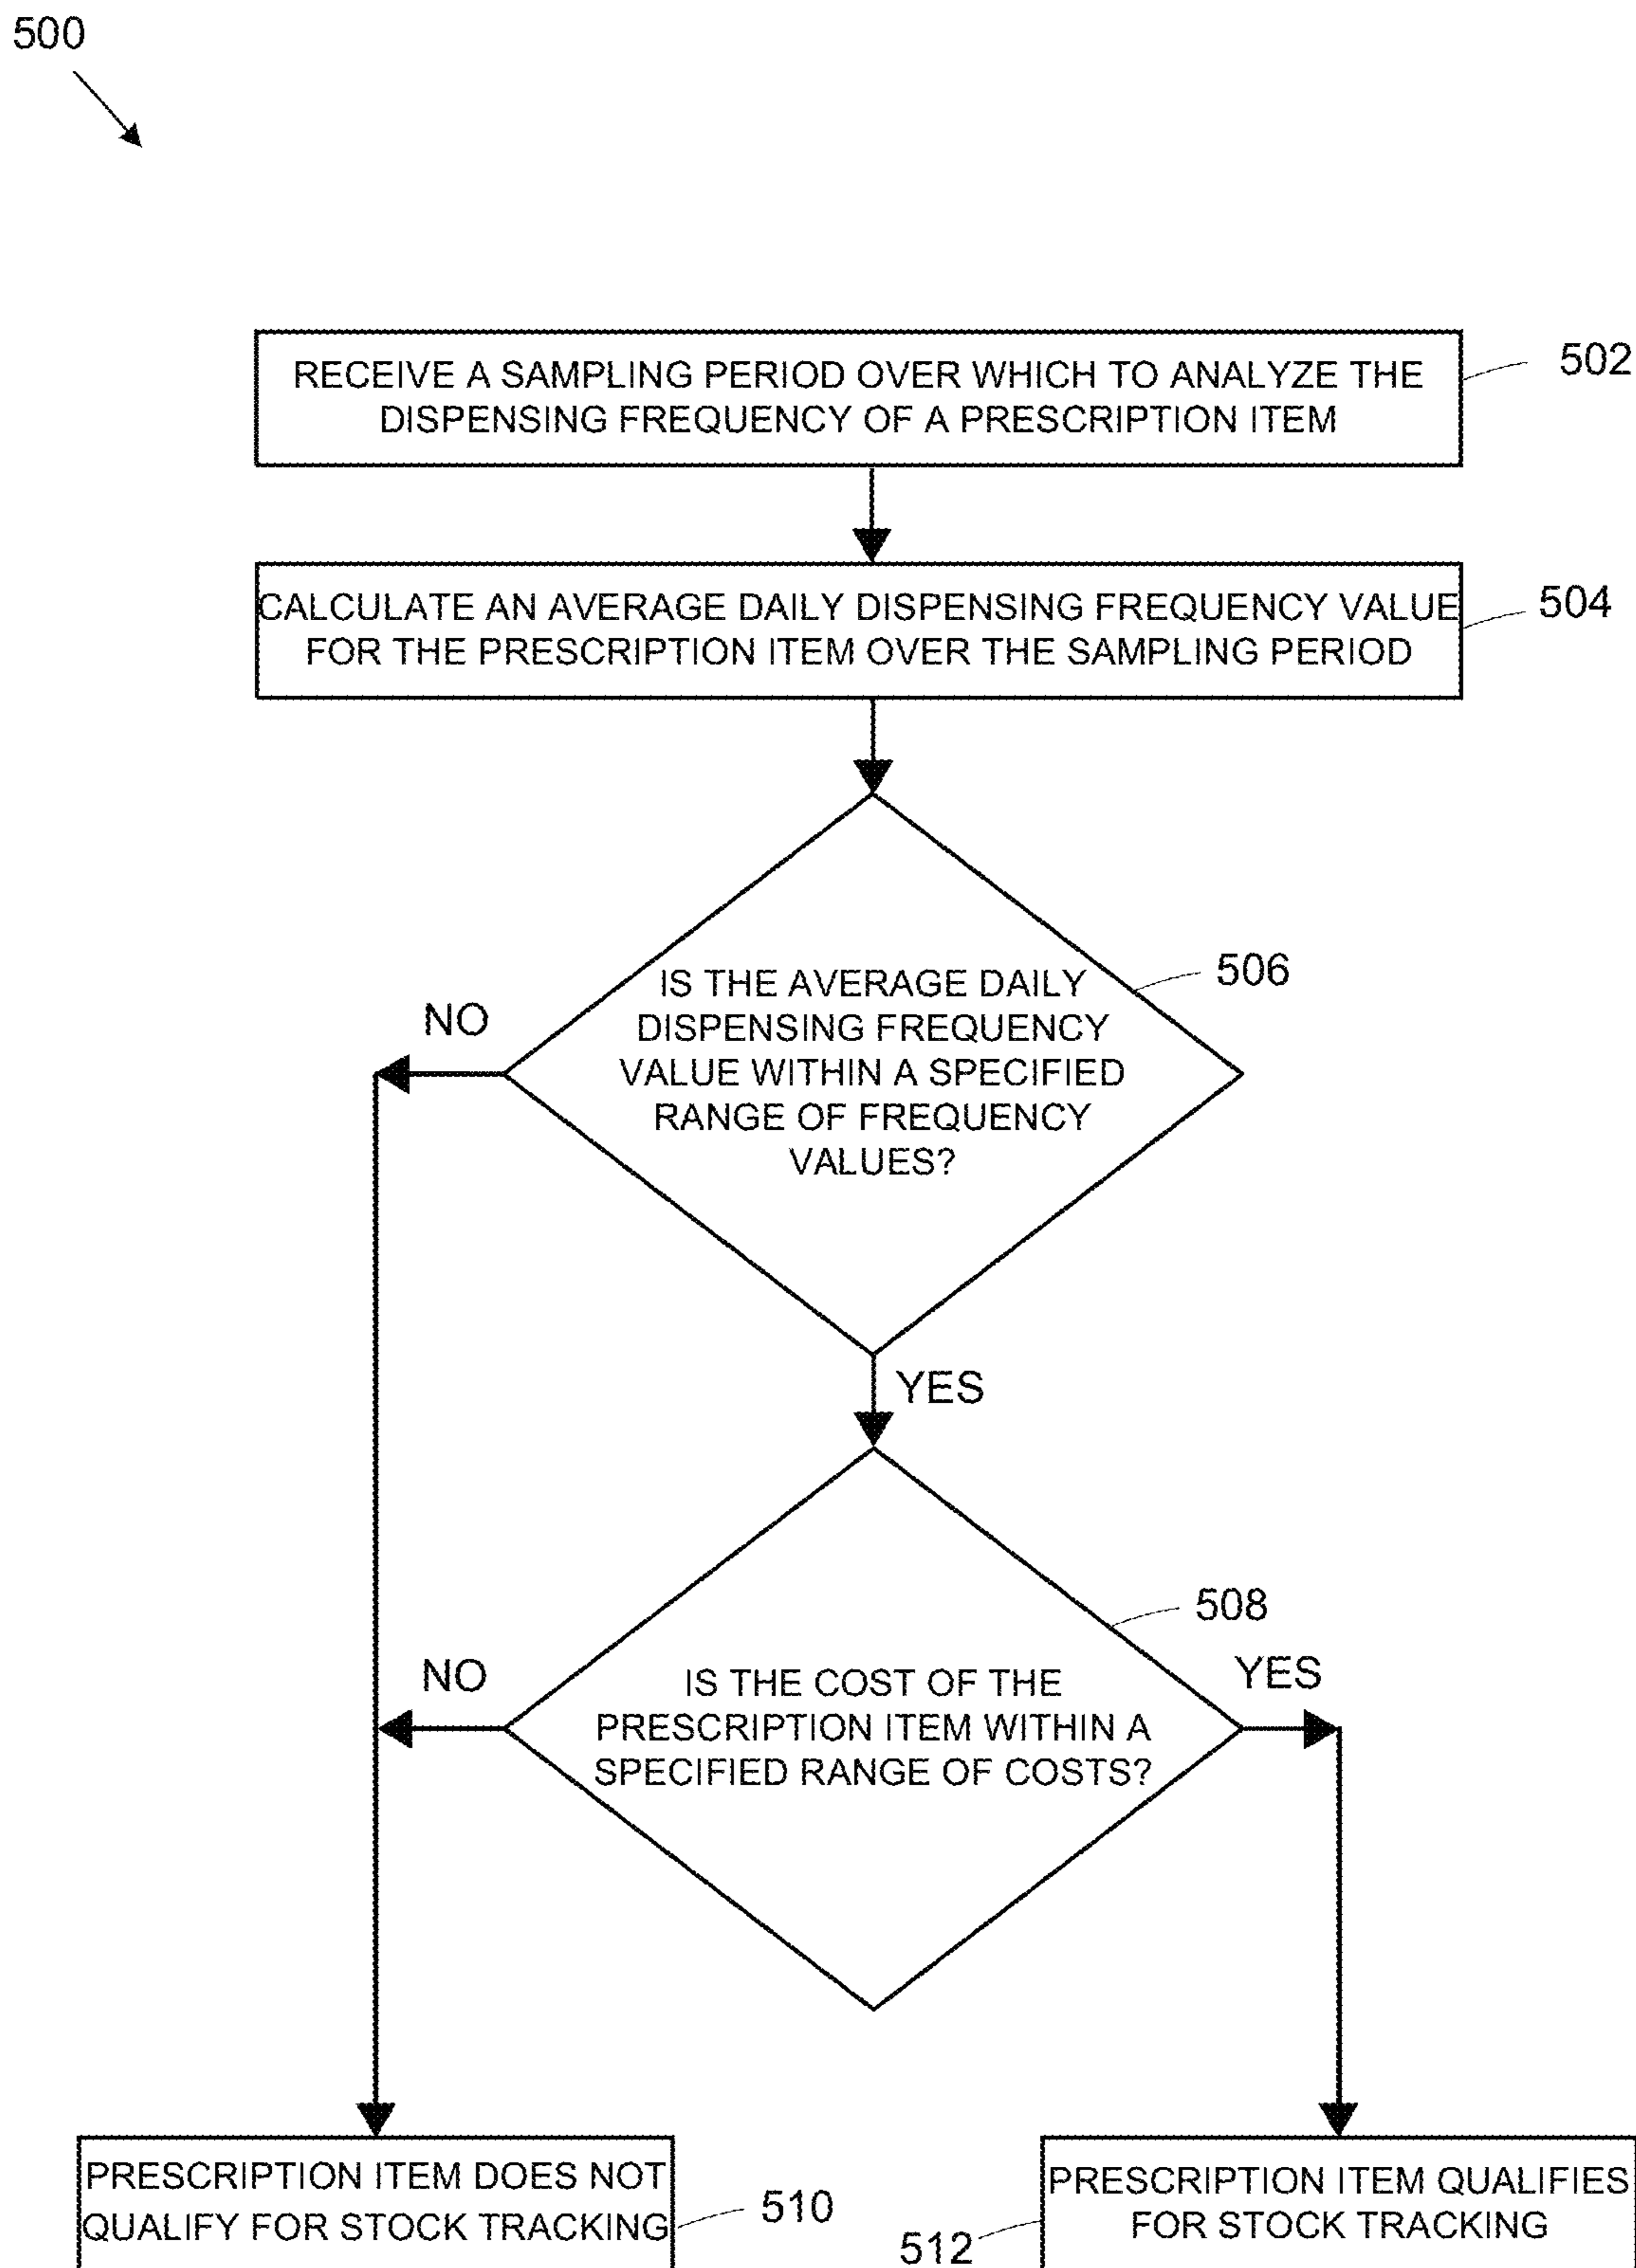 500
RECEIVE A SAMPLING PERIOD OVER WHICH TO ANALYZE THE
DISPENSING FREQUENCY OF A PRESCRIPTION ITEM
502
CALCULATE AN AVERAGE DAILY DISPENSING FREQUENCY VALUE
FOR THE PRESCRIPTION ITEM OVER THE SAMPLING PERIOD
504
IS THE AVERAGE DAILY
DISPENSING FREQUENCY
VALUE WITHIN A SPECIFIED
RANGE OF FREQUENCY
VALUES?
506
NO
YES
IS THE COST OF THE
PRESCRIPTION ITEM WITHIN A
SPECIFIED RANGE OF COSTS?
508
NO
YES
PRESCRIPTION ITEM DOES NOT
QUALIFY FOR STOCK TRACKING
510
PRESCRIPTION ITEM QUALIFIES
FOR STOCK TRACKING
512